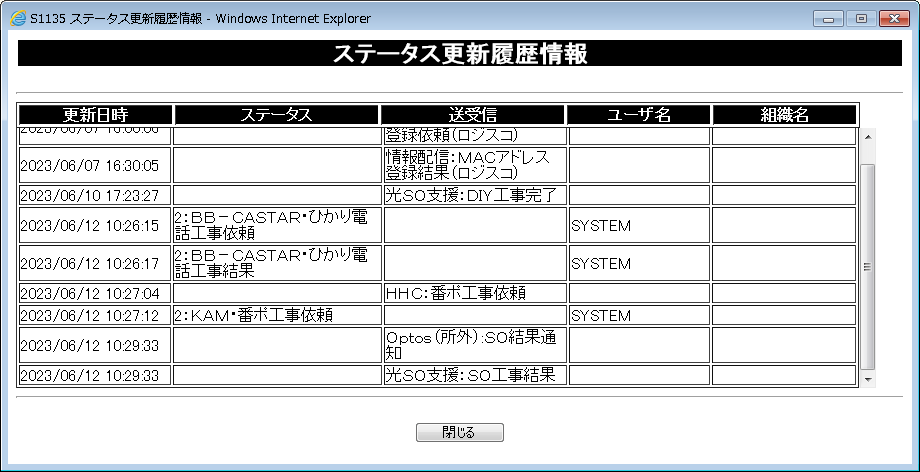 S1135 ステータス更新履歴情報 - Windows Internet Explorer
ステータス更新履歴情報
更新日時 ステータス 送受信 ユーザ名 組織名
登録依頼(ロジスコ)
2023/06/07 16:30:05 情報配信:MACアドレス
登録結果(ロジスコ)
2023/06/10 17:23:27 光SO支援:DIY工事完了
2023/06/12 10:26:15 2:BB－CASTAR・ひかり電
話工事依頼 SYSTEM
2023/06/12 10:26:17 2:BB－CASTAR・ひかり電
話工事結果 SYSTEM
2023/06/12 10:27:04 HHC:番ポ工事依頼
2023/06/12 10:27:12 2:KAM・番ポ工事依頼 SYSTEM
2023/06/12 10:29:33 Optos(所外):SO結果通
知
2023/06/12 10:29:33 光SO支援:SO工事結果
閉じる